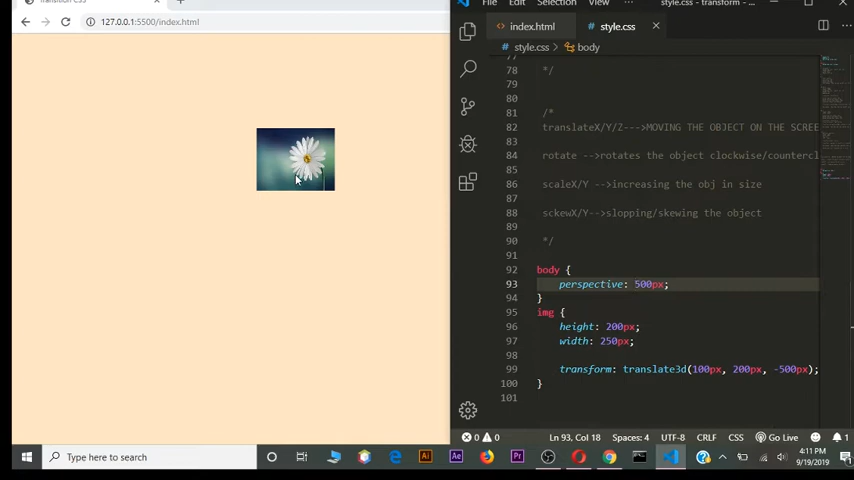 Transition CSS
127.0.0.1:5500/index.html
File Edit Selection View ... style.css - transform -
index.html
style.css
style.css > body
77
78 */
79
80
81 /*
82 translateX/Y/Z--->MOVING THE OBJECT ON THE SCREE
83
84 rotate -->rotates the object clockwise/countercl
85
86 scaleX/Y -->increasing the obj in size
87
88 sckewX/Y-->slopping/skewing the object
89
90 */
91
92 body {
93 perspective: 500px;
94 }
95 img {
96 height: 200px;
97 width: 250px;
98
99 transform: translate3d(100px, 200px, -500px);
100 }
101
0 0 Ln 93, Col 18 Spaces: 4 UTF-8 CRLF CSS Go Live 1
Type here to search
Ai Ae Pr
4:11 PM
9/19/2019